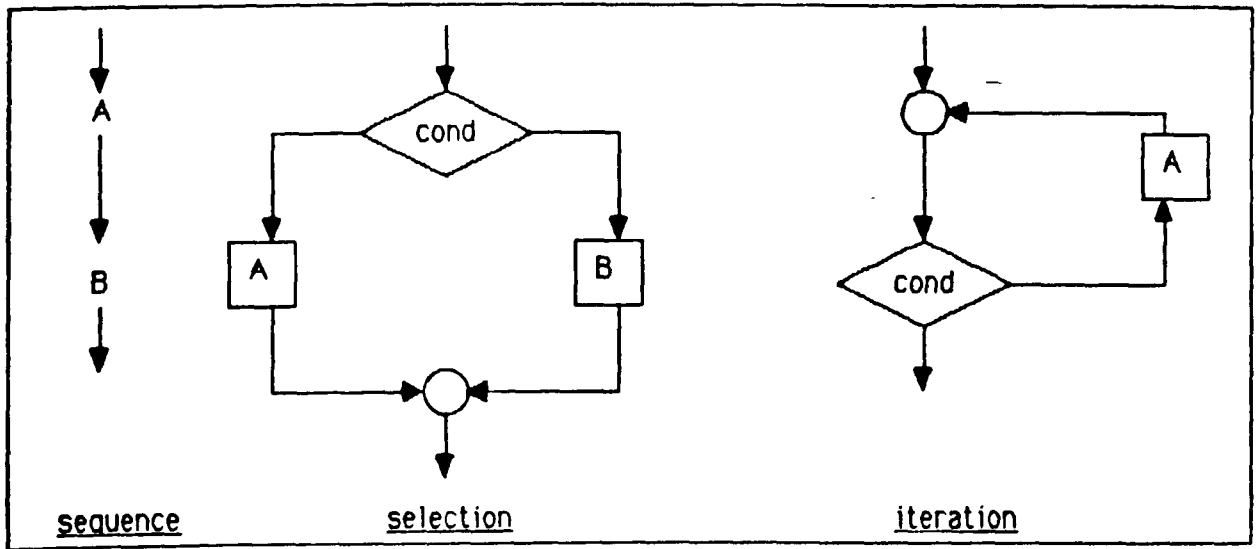 A
B
sequence
cond
A
B
selection
A
cond
iteration